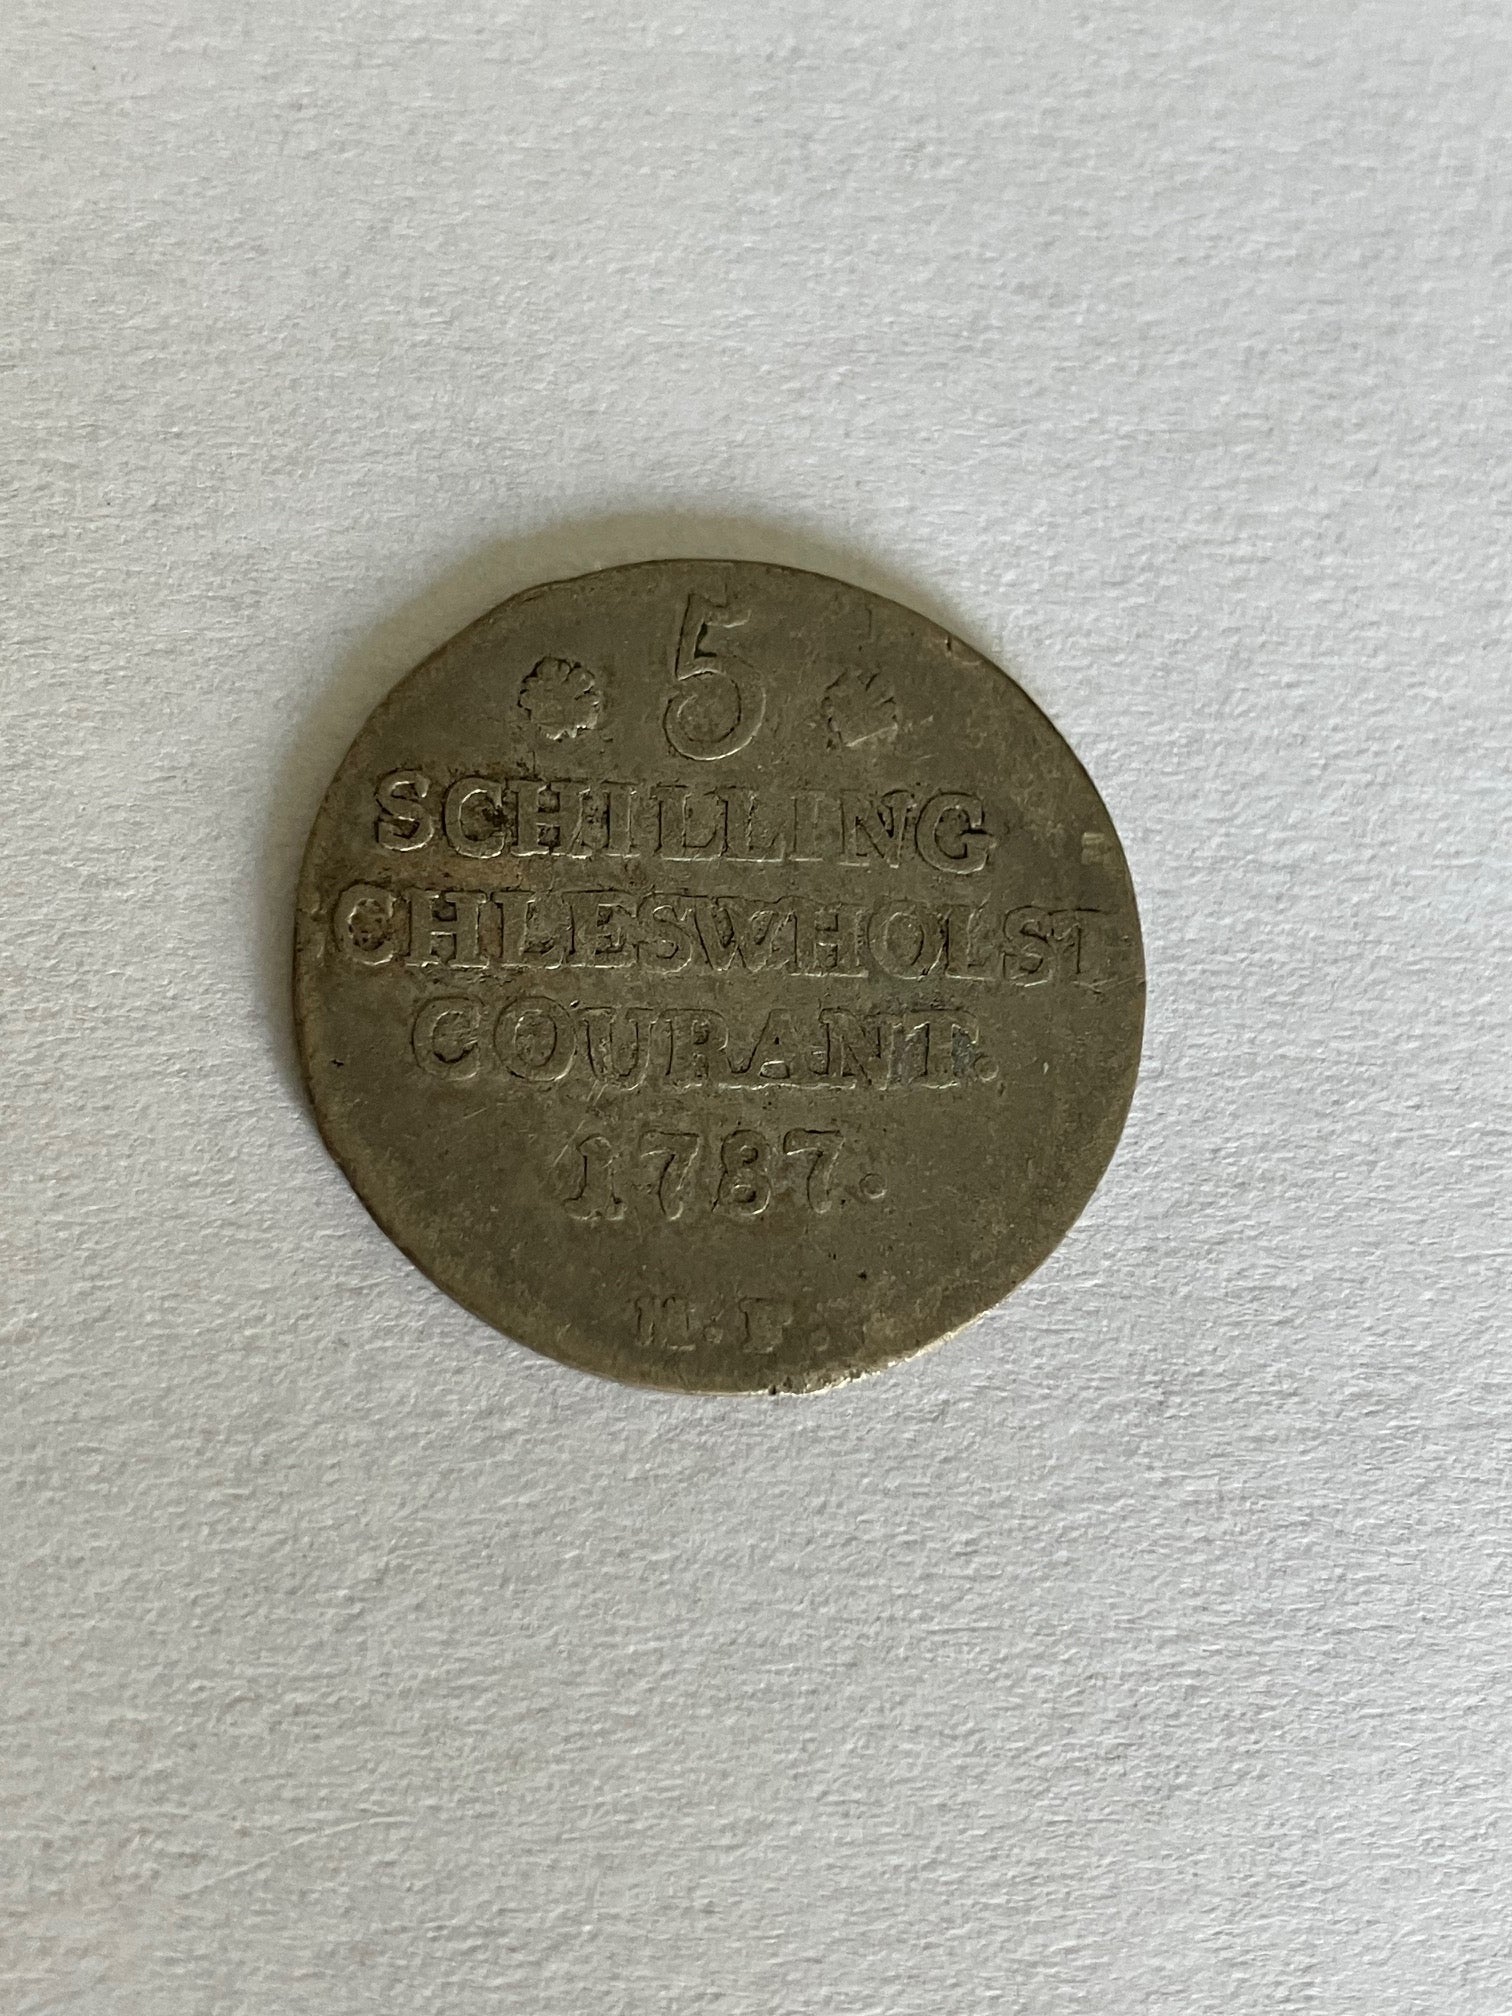 5
SCHILLING
CHLESWHOLST
COURANT.
1787.
F.